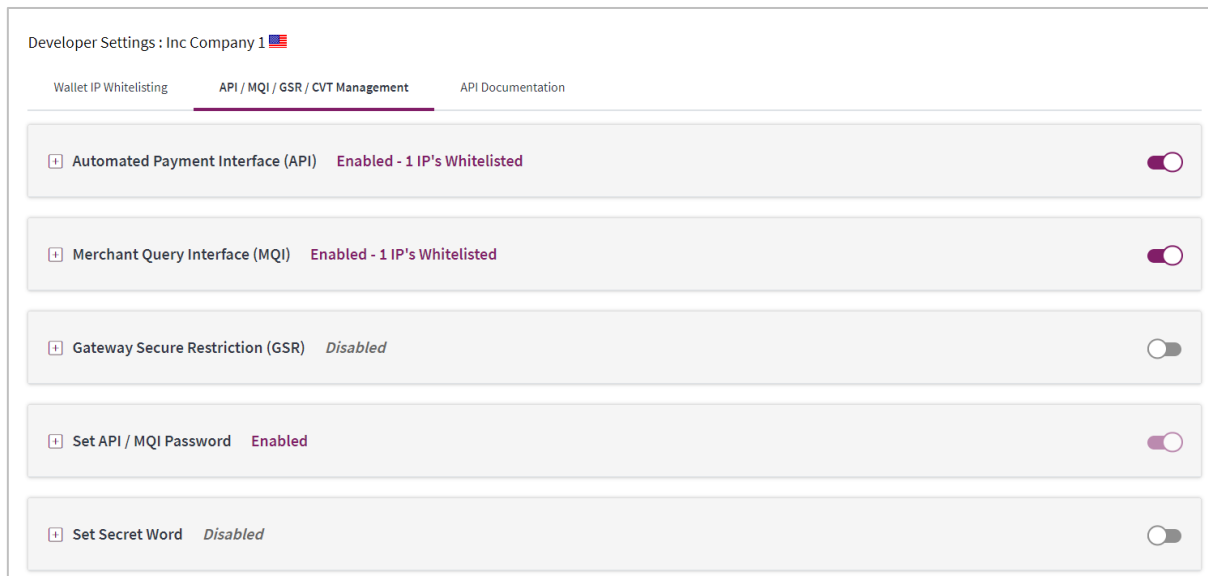 Developer Settings : Inc Company 1
Wallet IP Whitelisting API / MQI / GSR / CVT Management API Documentation
Automated Payment Interface (API) Enabled - 1 IP's Whitelisted
Merchant Query Interface (MQI) Enabled - 1 IP's Whitelisted
Gateway Secure Restriction (GSR) Disabled
Set API / MQI Password Enabled
Set Secret Word Disabled